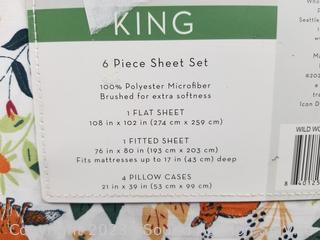 KING
6 Piece Sheet Set
100% Polyester Microfiber
Brushed for extra softness
1 FLAT SHEET
108 in x 102 in (274 cm x 259 cm)
1 FITTED SHEET
76 in x 80 in (193 cm x 203 cm)
Fits mattresses up to 17 in (43 cm) deep
4 PILLOW CASES
21 in x 39 in (53 cm x 99 cm)
Seattle
Icon D
WILD WO